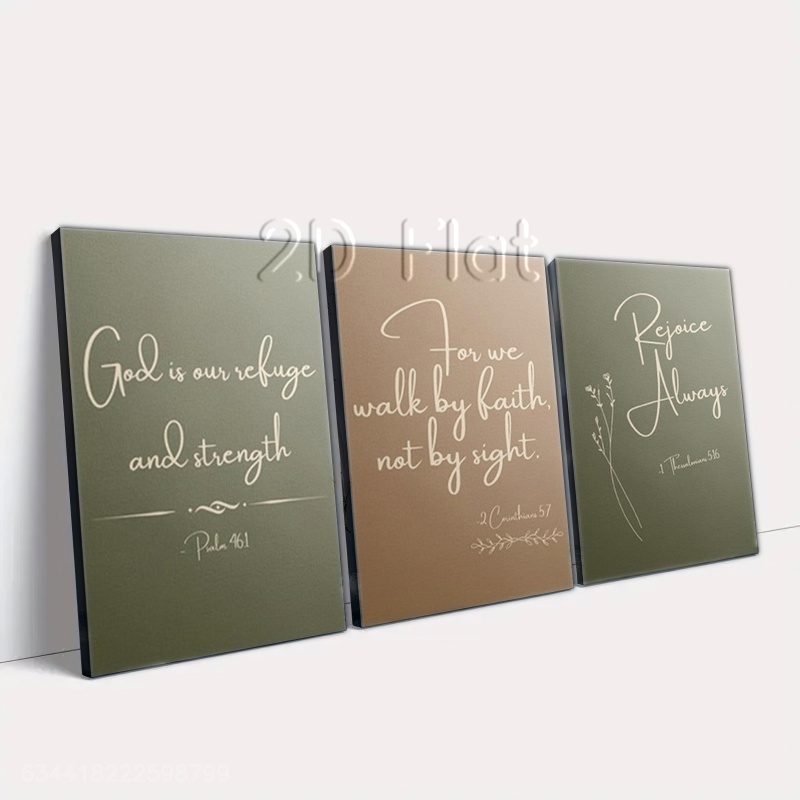 2D Flat
God is our refuge
and strength
-Psalm 46:1
For we
walk by faith,
not by sight.
-2 Corinthians 5:7
Rejoice
Always
-1 Thessalonians 5:16
634418222598799